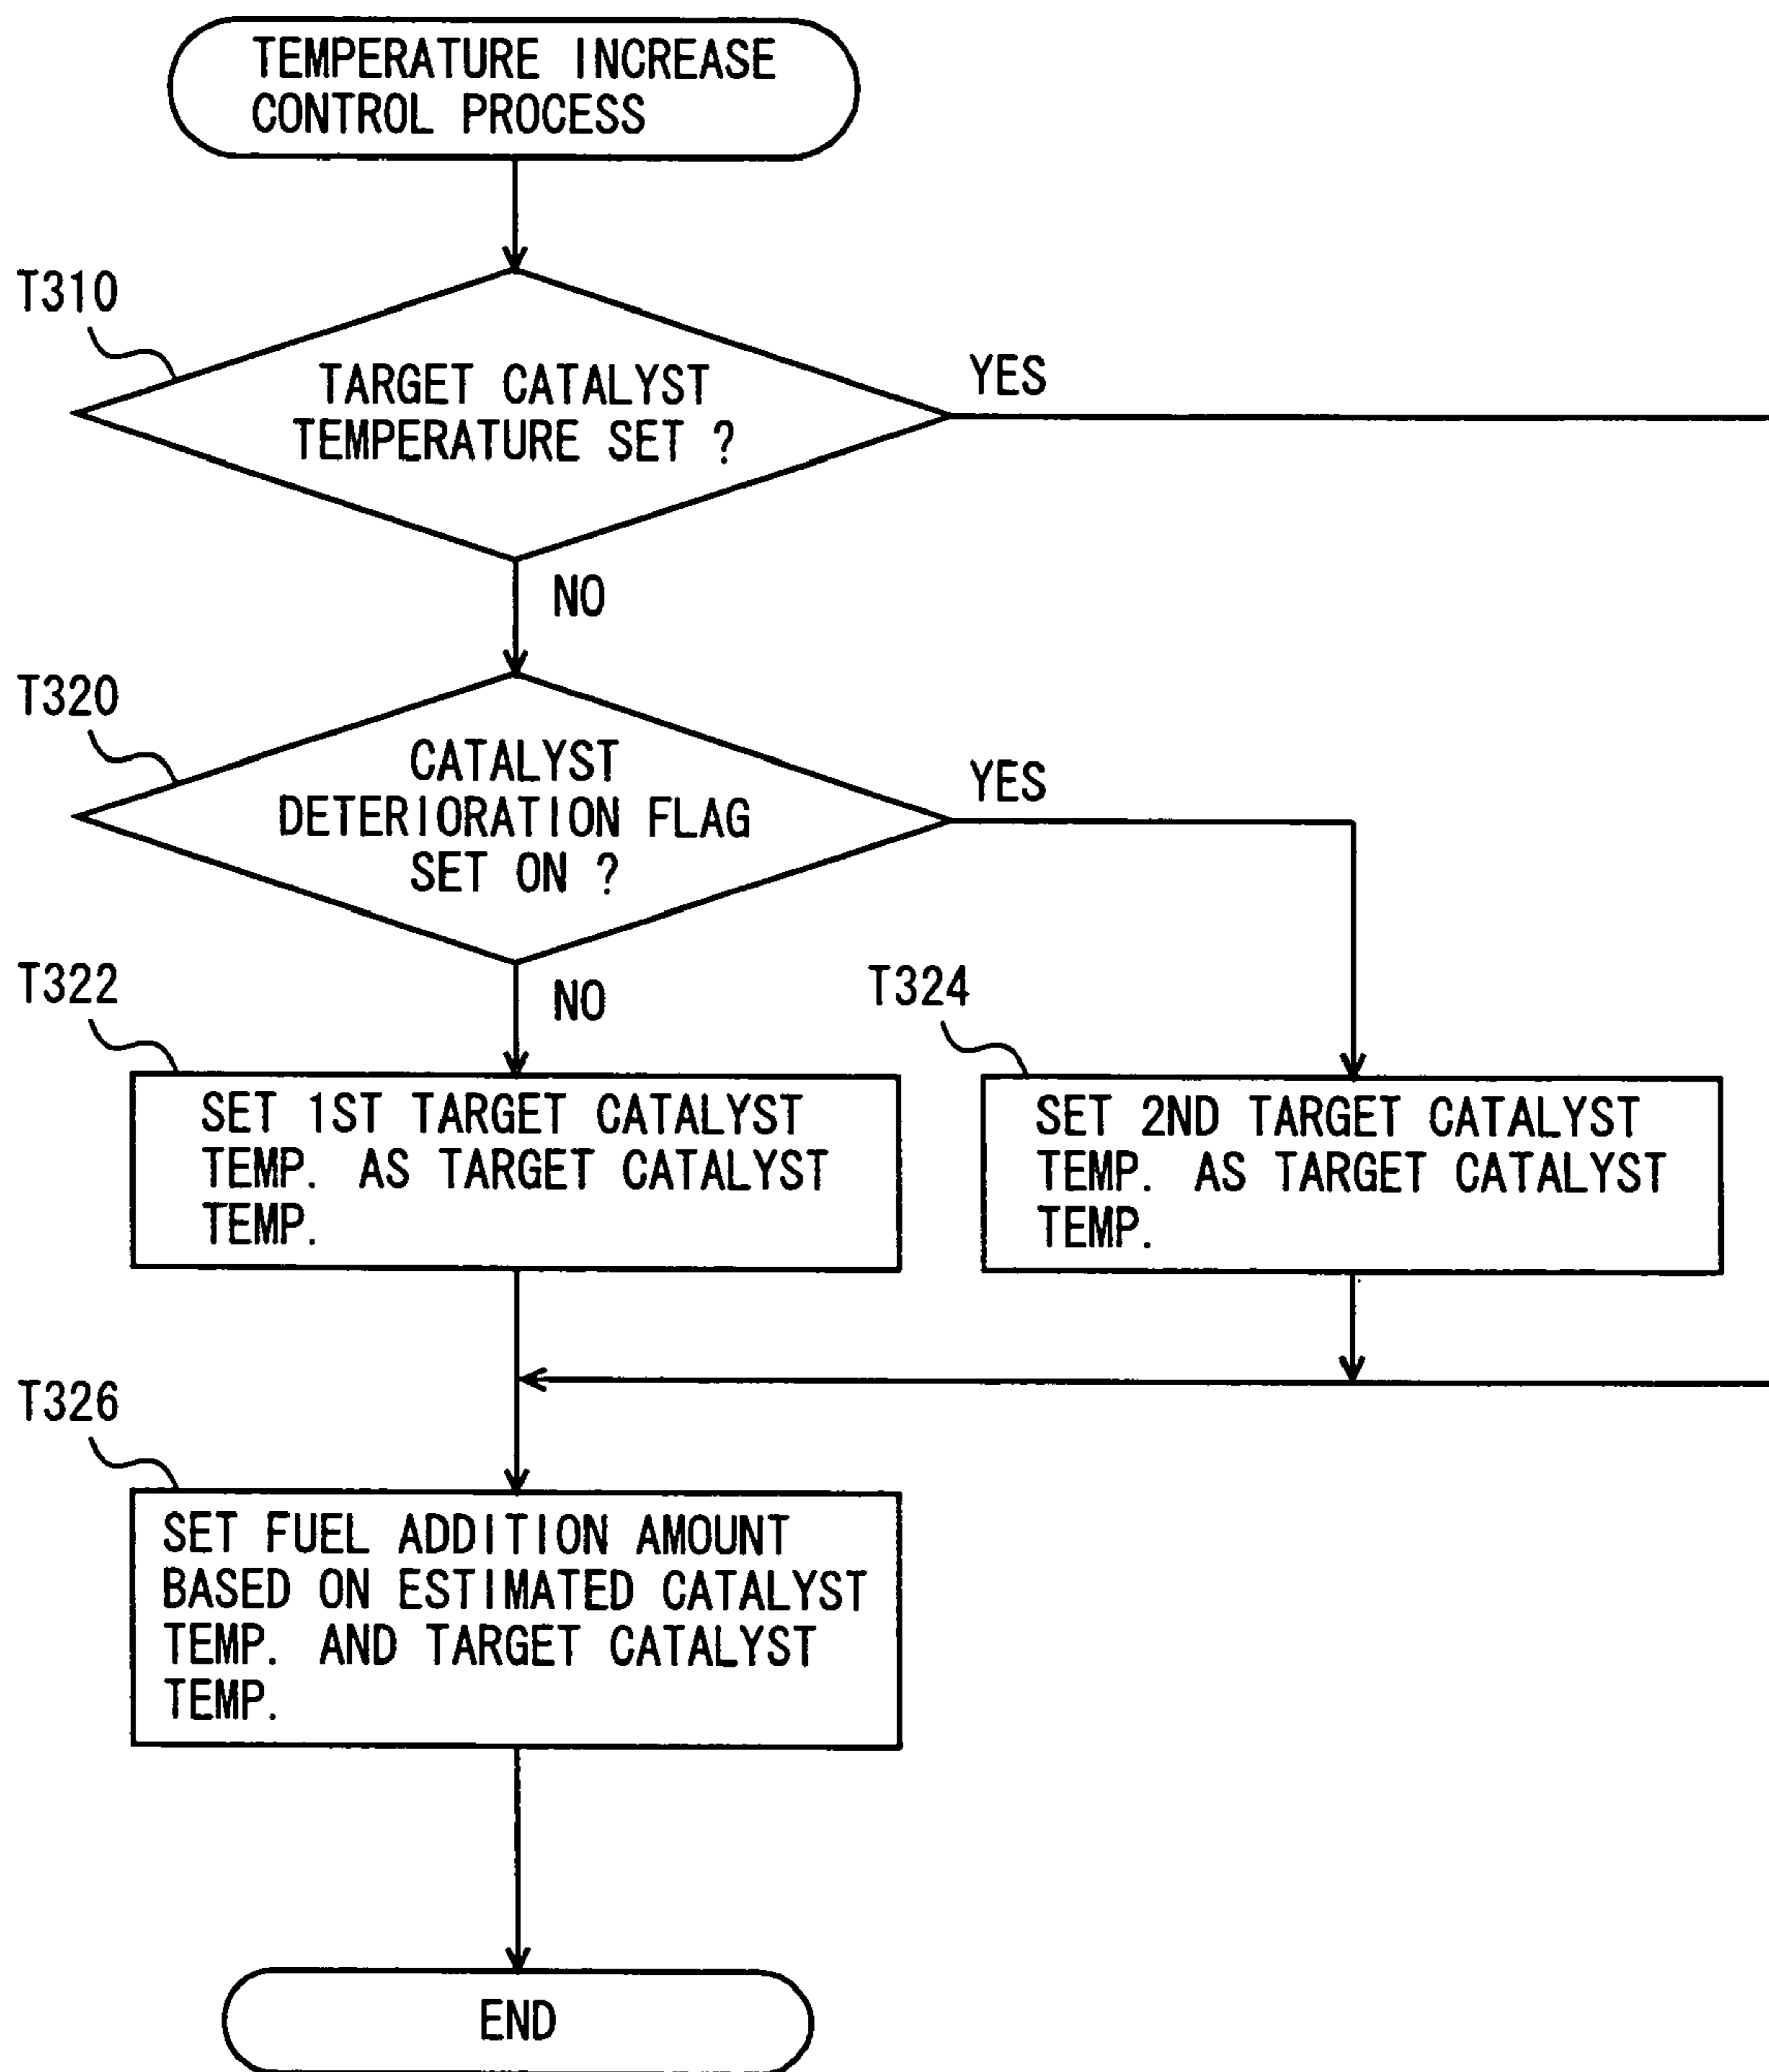 TEMPERATURE INCREASE
CONTROL PROCESS
T310
TARGET CATALYST
TEMPERATURE SET ?
YES
NO
T320
CATALYST
DETERIORATION FLAG
SET ON ?
YES
NO
T322
SET 1ST TARGET CATALYST
TEMP. AS TARGET CATALYST
TEMP.
T324
SET 2ND TARGET CATALYST
TEMP. AS TARGET CATALYST
TEMP.
T326
SET FUEL ADDITION AMOUNT
BASED ON ESTIMATED CATALYST
TEMP. AND TARGET CATALYST
TEMP.
END